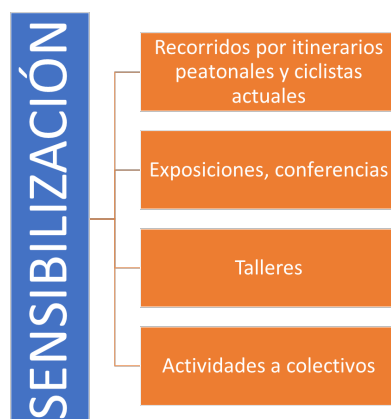 SENSIBILIZACIÓN
Recorridos por itinerarios
peatonales y ciclistas
actuales
Exposiciones, conferencias
Talleres
Actividades a colectivos